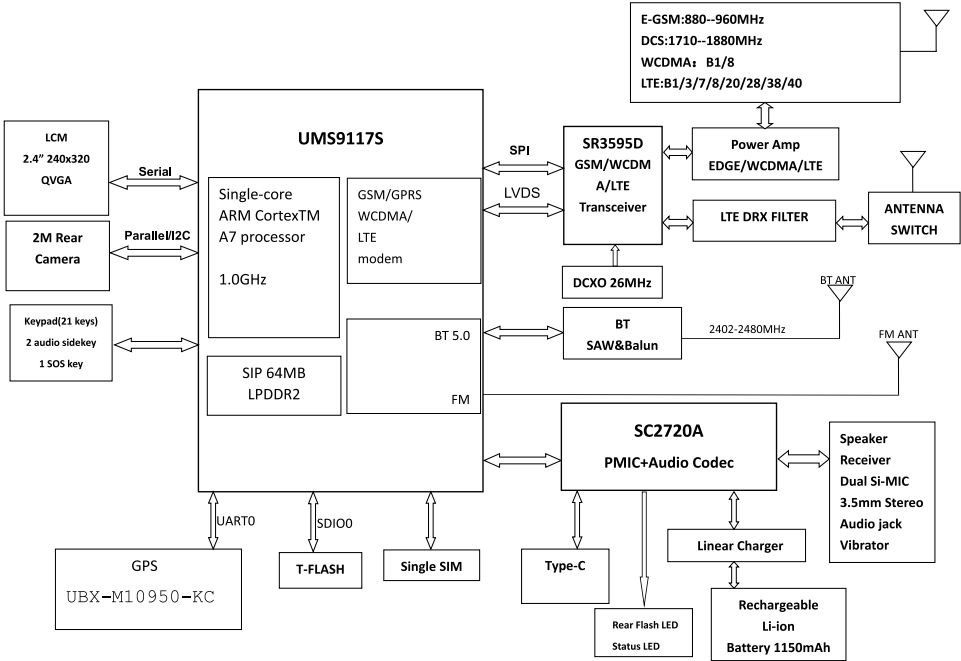 E-GSM:880--960MHz
DCS:1710--1880MHz
WCDMA： B1/8
LTE:B1/3/7/8/20/28/38/40
UMS9117S
LCM
2.4” 240x320
QVGA
Serial
2M Rear
Camera
Parallel/I2C
Keypad(21 keys)
2 audio sidekey
1 SOS key
Single-core
ARM CortexTM
A7 processor
1.0GHz
GSM/GPRS
WCDMA/
LTE
modem
SIP 64MB
LPDDR2
BT 5.0
FM
SPI
LVDS
SR3595D
GSM/WCDM
A/LTE
Transceiver
Power Amp
EDGE/WCDMA/LTE
LTE DRX FILTER
ANTENNA
SWITCH
DCXO 26MHz
BT
SAW&Balun
2402-2480MHz
BT ANT
FM ANT
SC2720A
PMIC+Audio Codec
Speaker
Receiver
Dual Si-MIC
3.5mm Stereo
Audio jack
Vibrator
UART0
SDIO0
GPS
UBX-M10950-KC
T-FLASH
Single SIM
Type-C
Linear Charger
Rear Flash LED
Status LED
Rechargeable
Li-ion
Battery 1150mAh